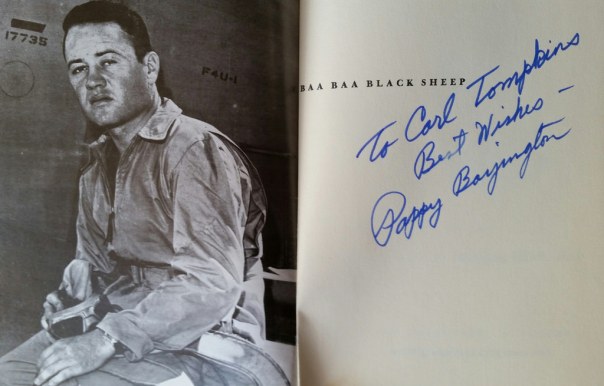 17735
F4U-1
BAA BAA BLACK SHEEP
To Carl Tompkins
Best Wishes -
Pappy Boyington